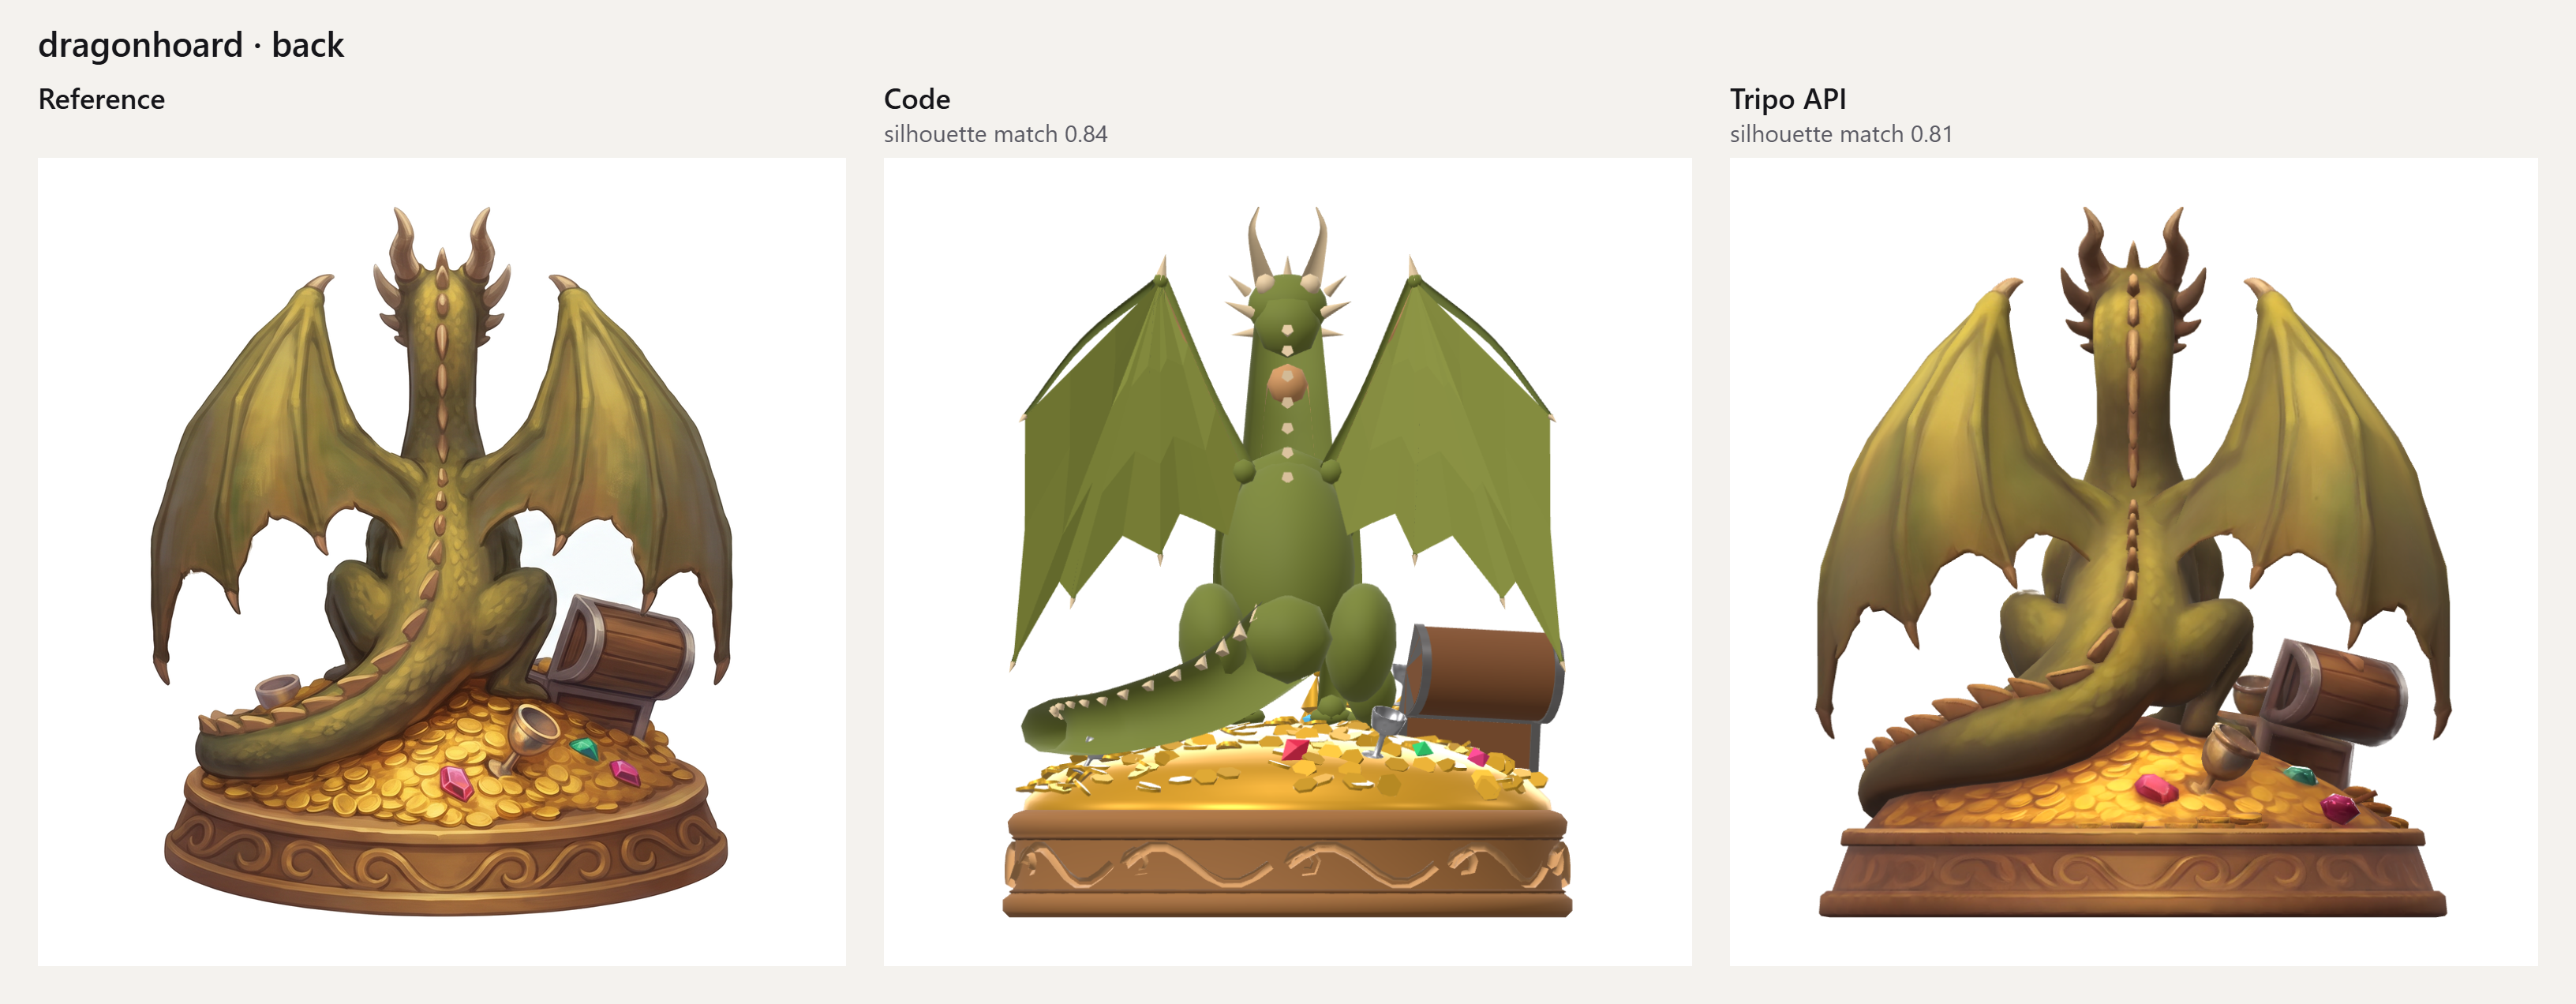 dragonhoard · back
Reference
Code
silhouette match 0.84
Tripo API
silhouette match 0.81